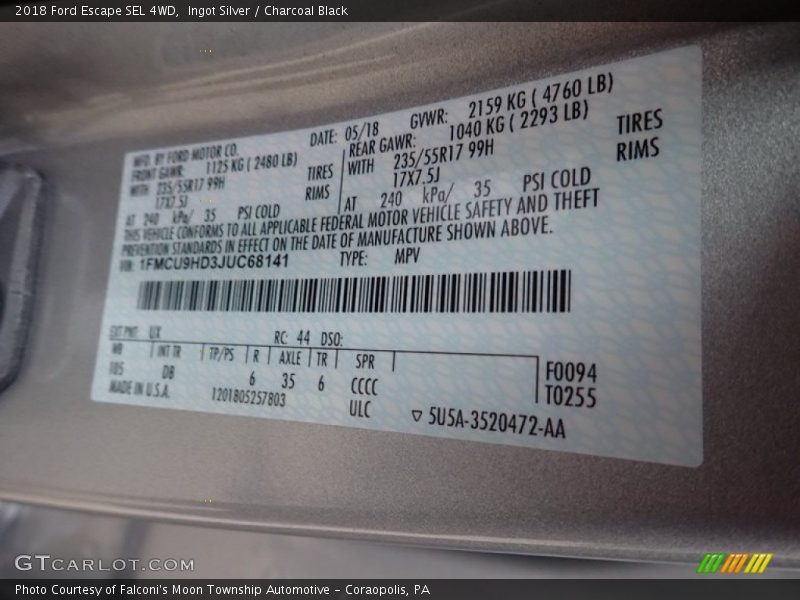 2018 Ford Escape SEL 4WD, Ingot Silver / Charcoal Black
MFD. BY FORD MOTOR CO. DATE: 05/18 GVWR: 2159 KG ( 4760 LB)
FRONT GAWR: 1125 KG ( 2480 LB) REAR GAWR: 1040 KG ( 2293 LB)
WITH 235/55R17 99H TIRES WITH 235/55R17 99H TIRES
17X7.5J RIMS 17X7.5J RIMS
AT 240 kPa/ 35 PSI COLD AT 240 kPa/ 35 PSI COLD
THIS VEHICLE CONFORMS TO ALL APPLICABLE FEDERAL MOTOR VEHICLE SAFETY AND THEFT
PREVENTION STANDARDS IN EFFECT ON THE DATE OF MANUFACTURE SHOWN ABOVE.
VIN: 1FMCU9HD3JUC68141 TYPE: MPV
EXT PNT: UX RC: 44 DSO:
WB INT TR TP/PS R AXLE TR SPR F0094
105 DB 6 35 6 CCCC T0255
MADE IN U.S.A. 1201805257803 ULC ▽ 5U5A-3520472-AA
GTCARLOT.COM
Photo Courtesy of Falconi's Moon Township Automotive – Coraopolis, PA